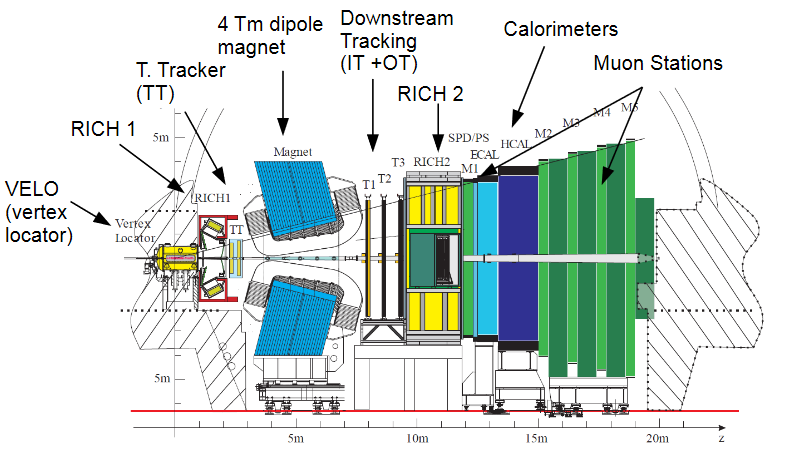 4 Tm dipole
magnet
Downstream
Tracking
(IT +OT)
Calorimeters
T. Tracker
(TT)
Muon Stations
RICH 2
RICH 1
VELO
(vertex
locator)
5m
Magnet
SPD/PS
ECAL
HCAL
M1
M2
M3
M4
M5
T1
T2
T3
RICH2
RICH1
TT
Vertex
Locator
5m
5m
10m
15m
20m
z